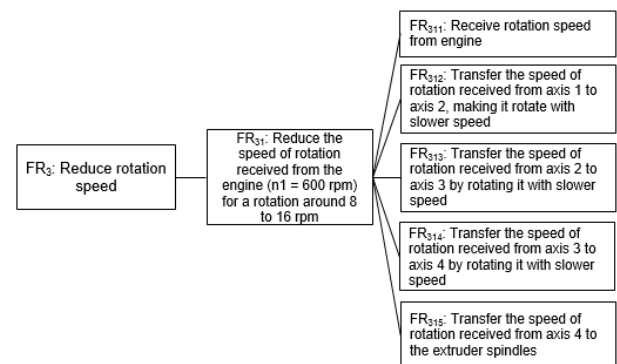 FR₃: Reduce rotation
speed
FR₃₁: Reduce the
speed of rotation
received from the
engine (n1 = 600 rpm)
for a rotation around 8
to 16 rpm
FR₃₁₁: Receive rotation speed
from engine
FR₃₁₂: Transfer the speed of
rotation received from axis 1 to
axis 2, making it rotate with
slower speed
FR₃₁₃: Transfer the speed of
rotation received from axis 2 to
axis 3 by rotating it with slower
speed
FR₃₁₄: Transfer the speed of
rotation received from axis 3 to
axis 4 by rotating it with slower
speed
FR₃₁₅: Transfer the speed of
rotation received from axis 4 to
the extruder spindles